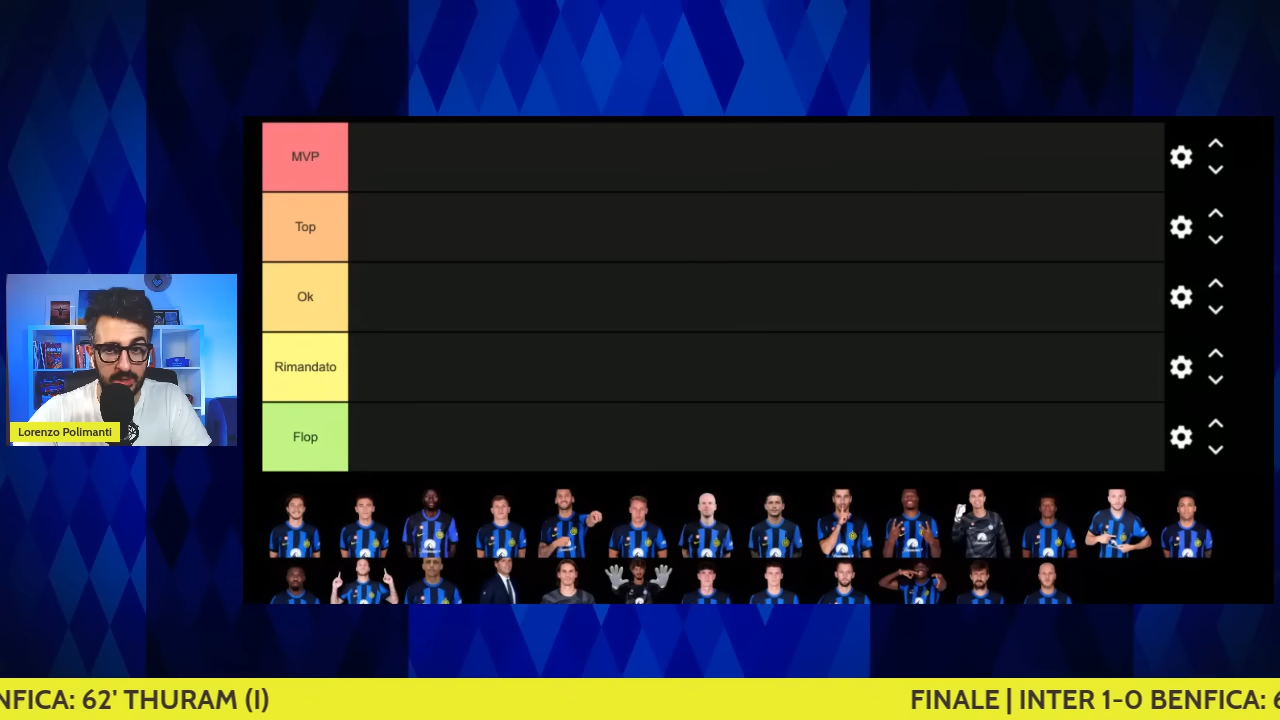 MVP
Top
Ok
Rimandato
Flop
Lorenzo Polimanti
NFICA: 62' THURAM (I)
FINALE | INTER 1-0 BENFICA: 6